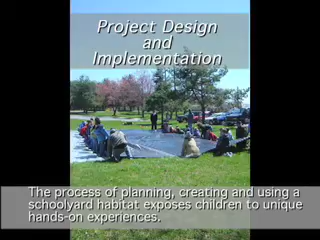 Project Design
and
Implementation
The process of planning, creating and using a
schoolyard habitat exposes children to unique
hands-on experiences.